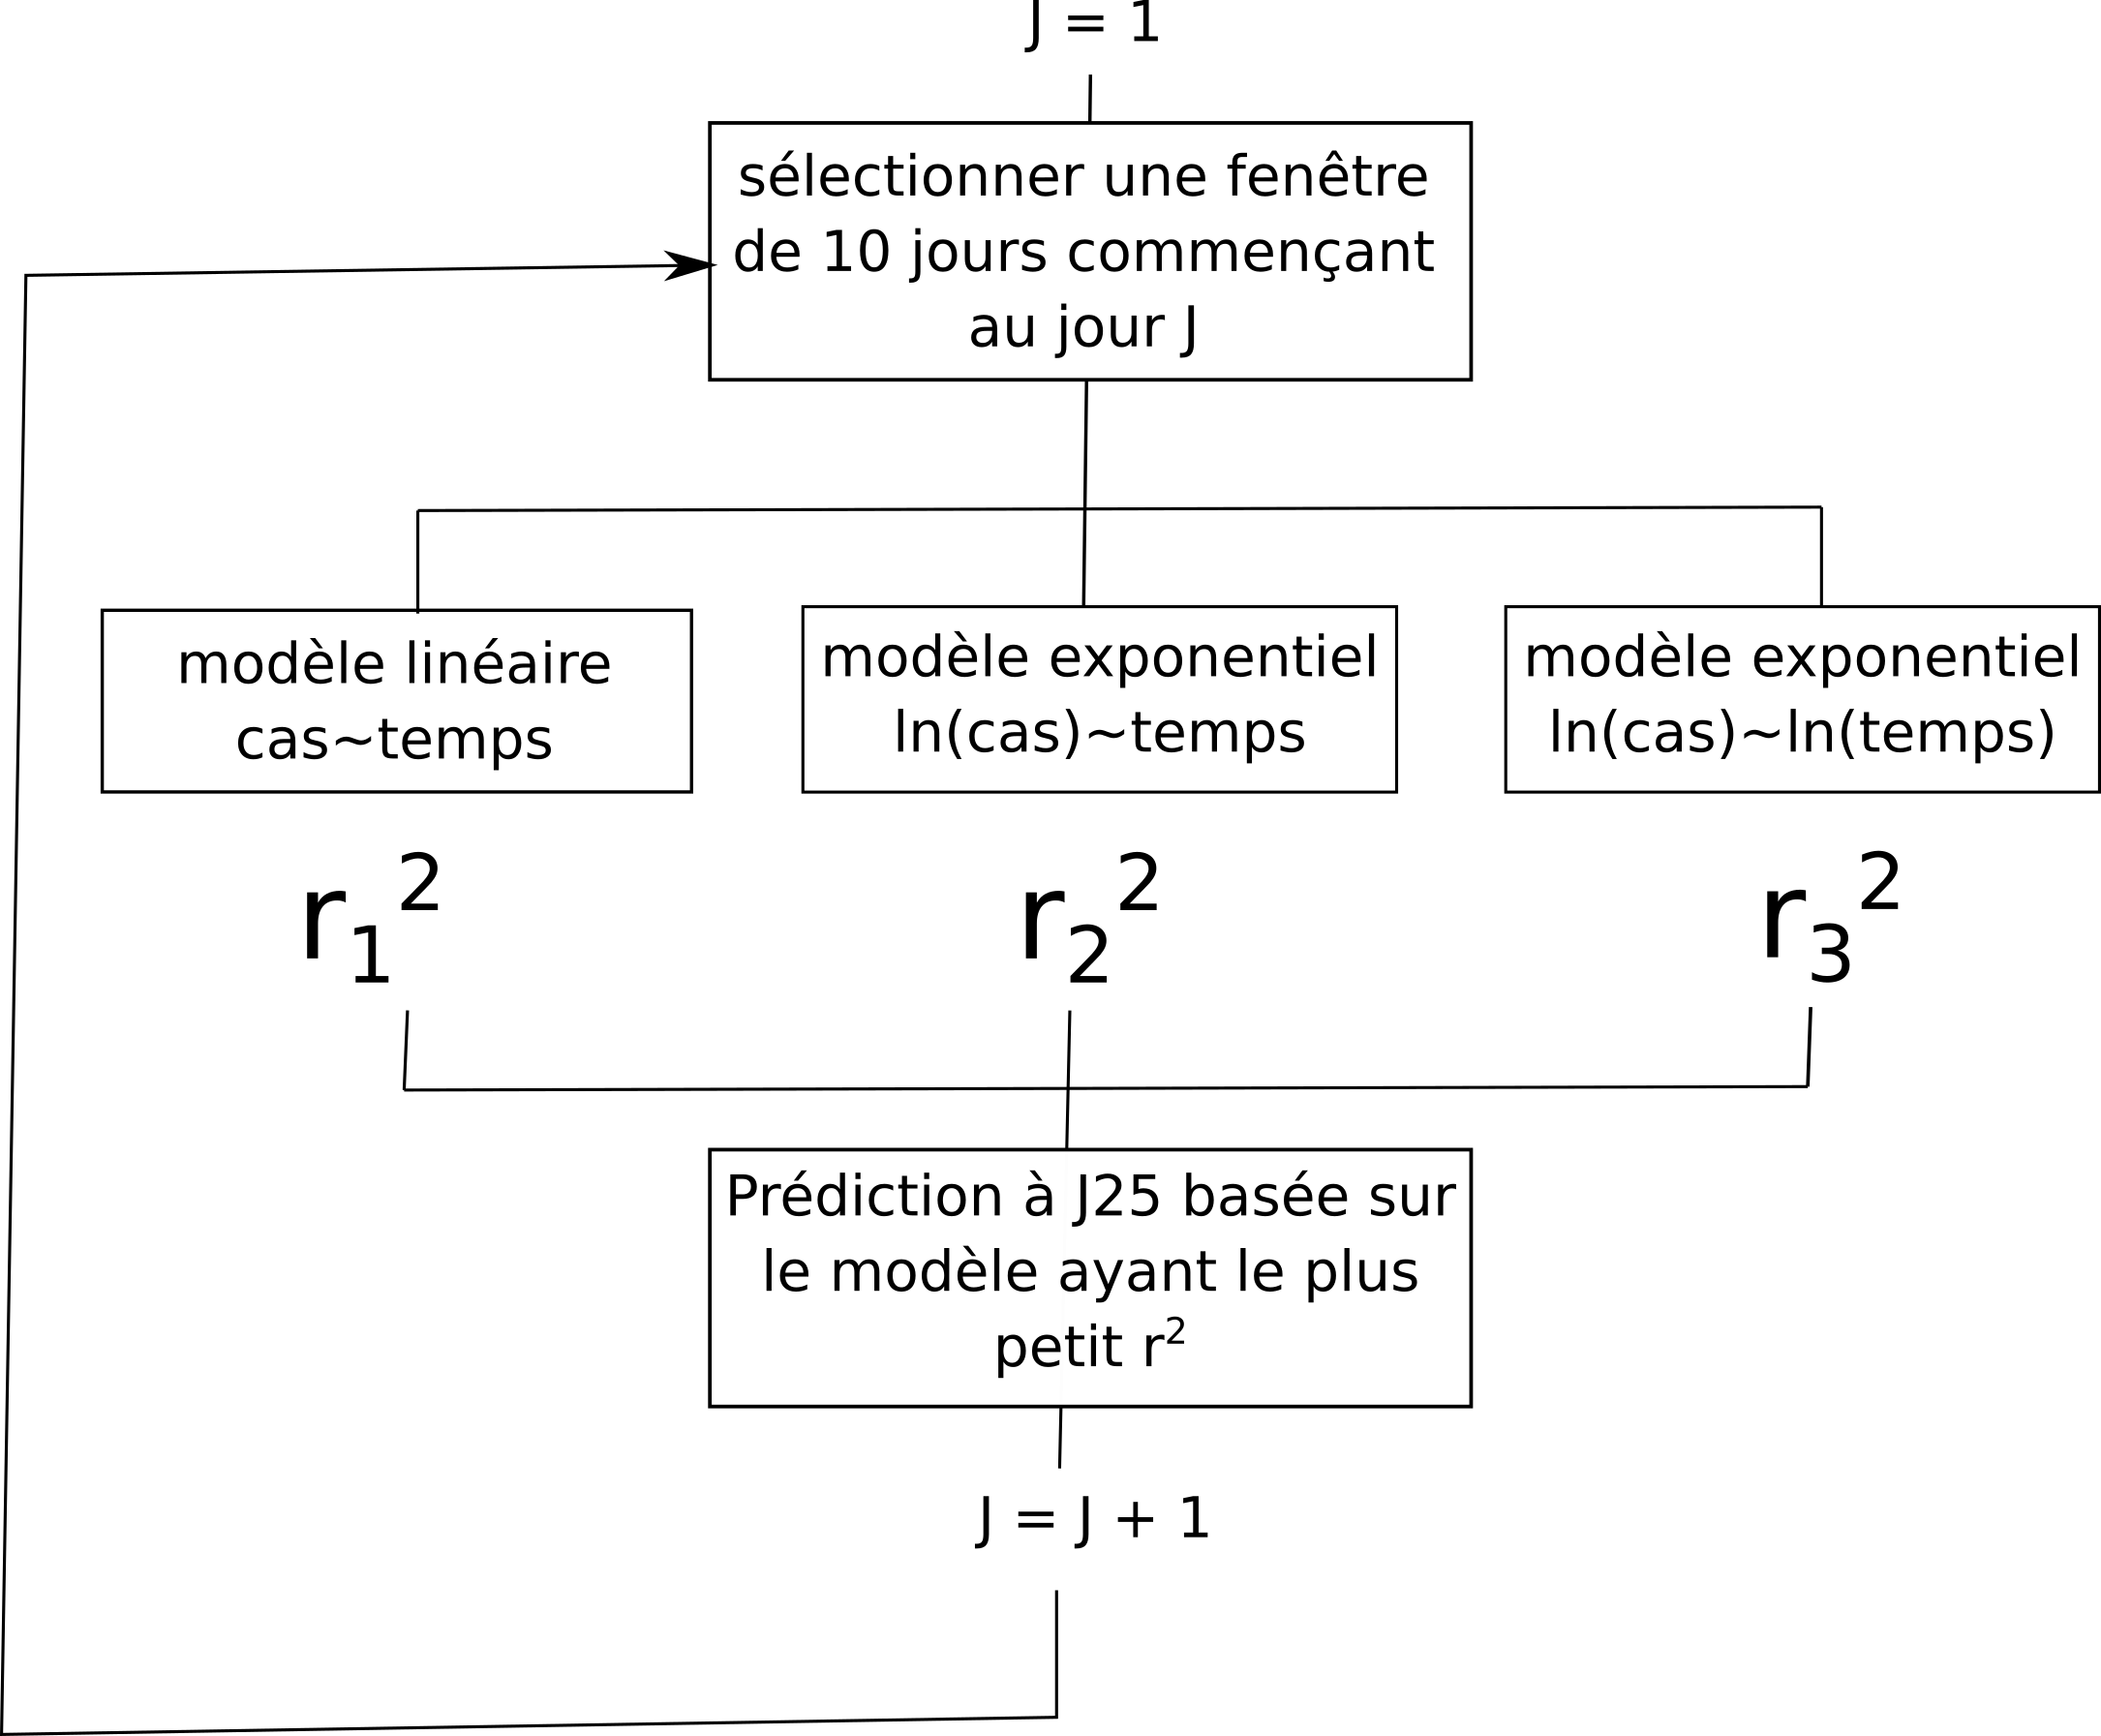 J = 1
sélectionner une fenêtre
de 10 jours commençant
au jour J
modèle linéaire
cas~temps
modèle exponentiel
ln(cas)~temps
modèle exponentiel
ln(cas)~ln(temps)
r₁²
r₂²
r₃²
Prédiction à J25 basée sur
le modèle ayant le plus
petit r²
J = J + 1